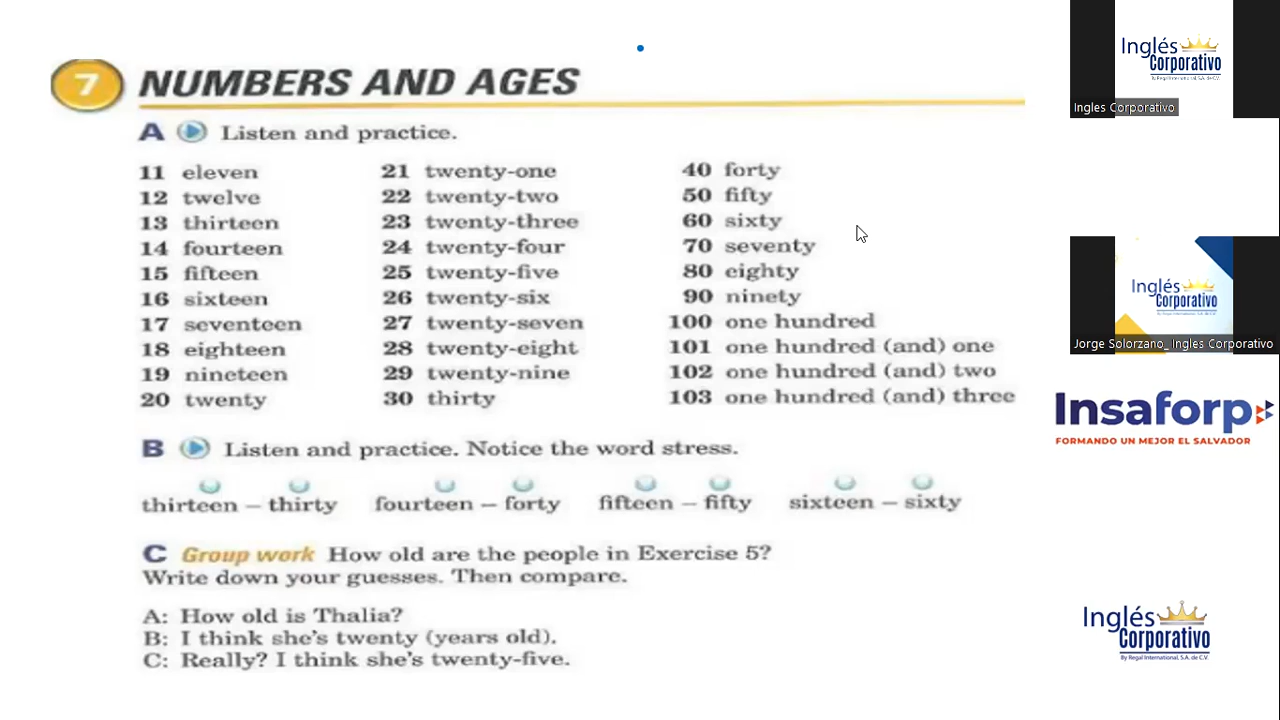 7 NUMBERS AND AGES
A Listen and practice.
11 eleven
12 twelve
13 thirteen
14 fourteen
15 fifteen
16 sixteen
17 seventeen
18 eighteen
19 nineteen
20 twenty
21 twenty-one
22 twenty-two
23 twenty-three
24 twenty-four
25 twenty-five
26 twenty-six
27 twenty-seven
28 twenty-eight
29 twenty-nine
30 thirty
40 forty
50 fifty
60 sixty
70 seventy
80 eighty
90 ninety
100 one hundred
101 one hundred (and) one
102 one hundred (and) two
103 one hundred (and) three
B Listen and practice. Notice the word stress.
thirteen – thirty fourteen – forty fifteen – fifty sixteen – sixty
C Group work How old are the people in Exercise 5?
Write down your guesses. Then compare.
A: How old is Thalia?
B: I think she's twenty (years old).
C: Really? I think she's twenty-five.
Inglés
Corporativo
By Regal International, S.A. de C.V.
Ingles Corporativo
Inglés
Corporativo
By Regal International, S.A. de C.V.
Jorge Solorzano_ Ingles Corporativo
Insaforp
FORMANDO UN MEJOR EL SALVADOR
Inglés
Corporativo
By Regal International, S.A. de C.V.